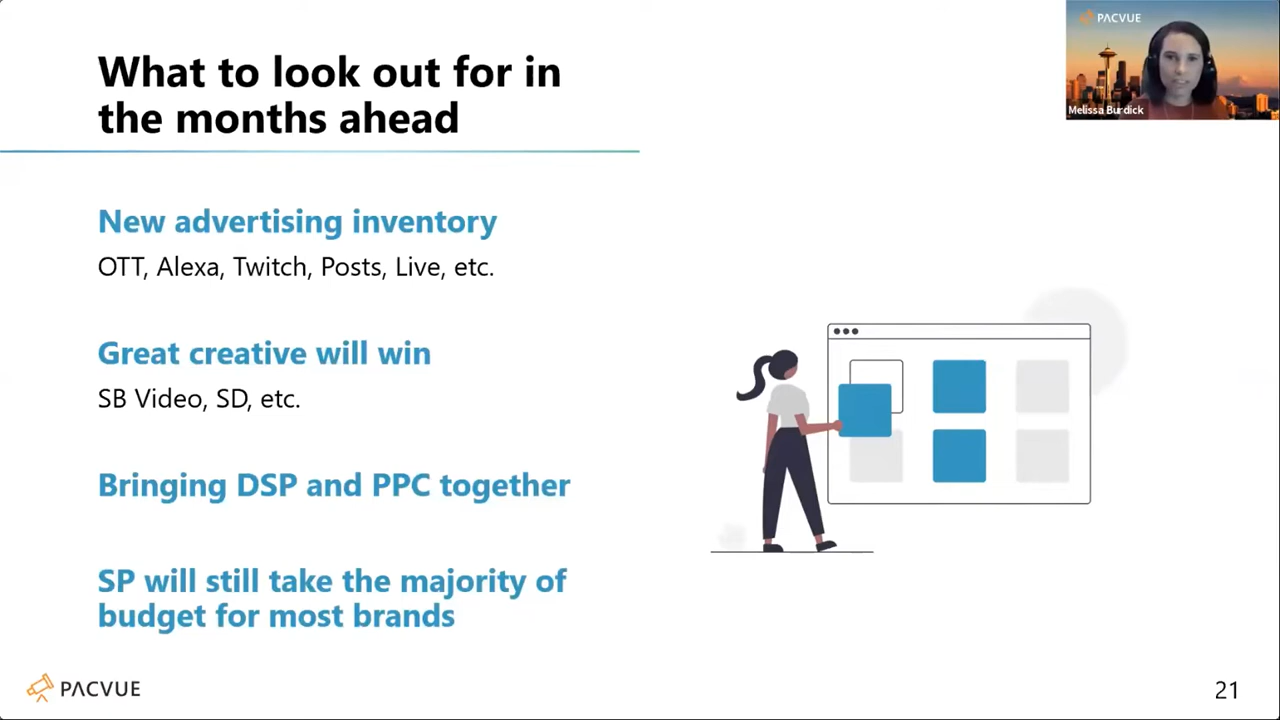 PACVUE
Melissa Burdick
What to look out for in
the months ahead
New advertising inventory
OTT, Alexa, Twitch, Posts, Live, etc.
Great creative will win
SB Video, SD, etc.
Bringing DSP and PPC together
SP will still take the majority of
budget for most brands
PACVUE
21